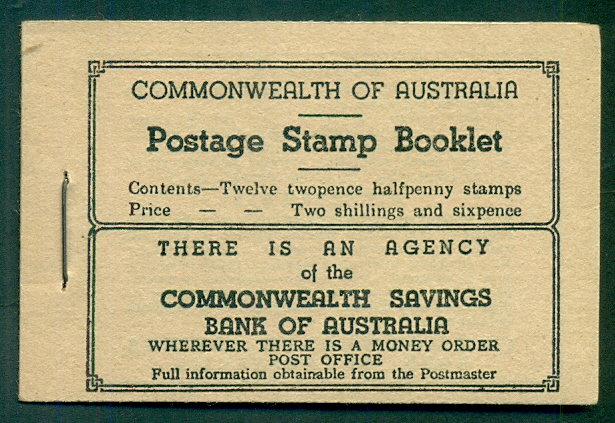 COMMONWEALTH OF AUSTRALIA
Postage Stamp Booklet
Contents—Twelve twopence halfpenny stamps
Price — — Two shillings and sixpence
THERE IS AN AGENCY
of the
COMMONWEALTH SAVINGS
BANK OF AUSTRALIA
WHEREVER THERE IS A MONEY ORDER
POST OFFICE
Full information obtainable from the Postmaster